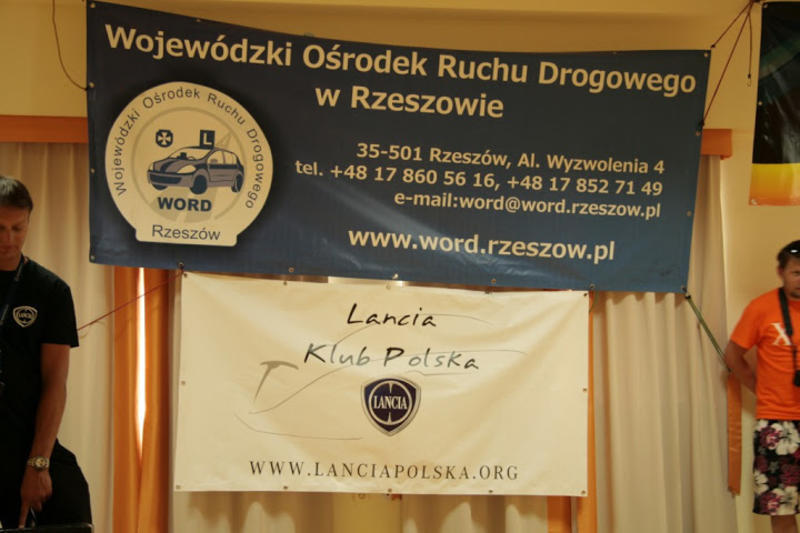 Wojewódzki Ośrodek Ruchu Drogowego
w Rzeszowie
Wojewódzki Ośrodek Ruchu Drogowego
L
WORD
Rzeszów
35-501 Rzeszów, Al. Wyzwolenia 4
tel. +48 17 860 56 16, +48 17 852 71 49
e-mail:word@word.rzeszow.pl
www.word.rzeszow.pl
Lancia
Klub Polska
LANCIA
WWW.LANCIAPOLSKA.ORG
LANCIA
X